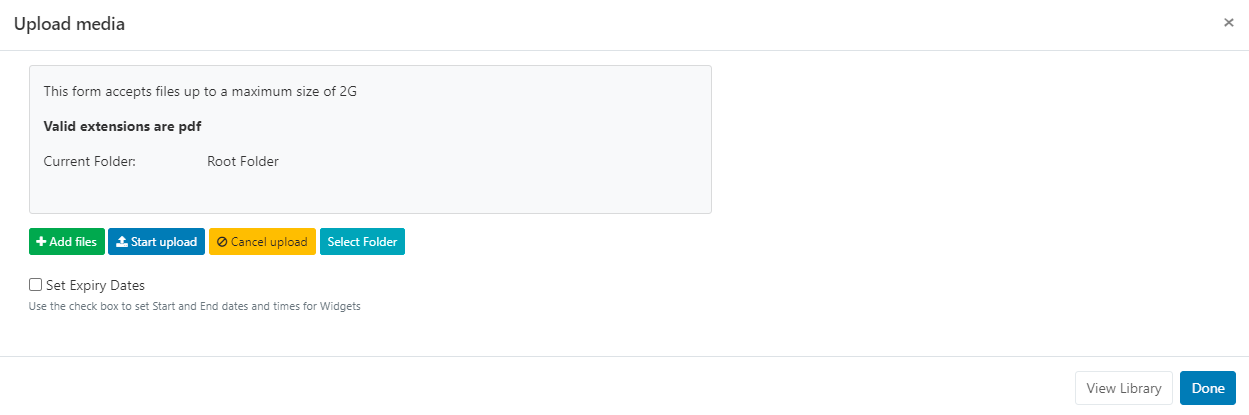 Upload media
×
This form accepts files up to a maximum size of 2G
Valid extensions are pdf
Current Folder: Root Folder
Add files Start upload Cancel upload Select Folder
Set Expiry Dates
Use the check box to set Start and End dates and times for Widgets
View Library Done